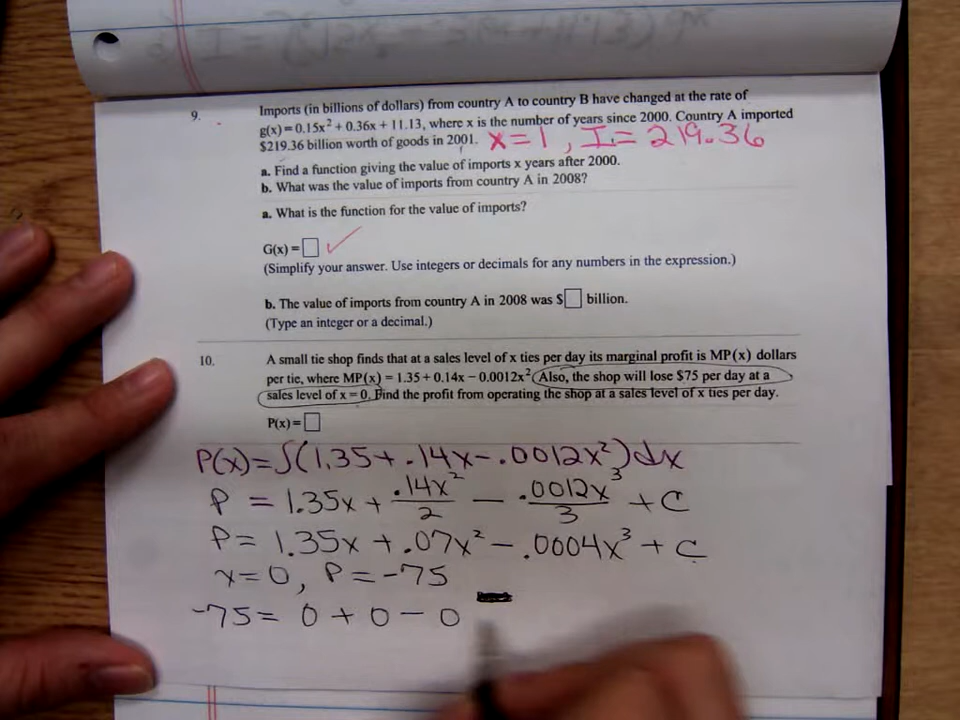 9. Imports (in billions of dollars) from country A to country B have changed at the rate of
g(x) = 0.15x² + 0.36x + 11.13, where x is the number of years since 2000. Country A imported
$219.36 billion worth of goods in 2001. x=1, I=219.36
a. Find a function giving the value of imports x years after 2000.
b. What was the value of imports from country A in 2008?
a. What is the function for the value of imports?
G(x) = □ ✓
(Simplify your answer. Use integers or decimals for any numbers in the expression.)
b. The value of imports from country A in 2008 was $□ billion.
(Type an integer or a decimal.)
10. A small tie shop finds that at a sales level of x ties per day its marginal profit is MP(x) dollars
per tie, where MP(x) = 1.35 + 0.14x − 0.0012x². Also, the shop will lose $75 per day at a
sales level of x = 0. Find the profit from operating the shop at a sales level of x ties per day.
P(x) = □
P(x)=∫(1.35+.14x-.0012x²)dx
P = 1.35x + .14x²/2 - .0012x³/3 + C
P = 1.35x + .07x² - .0004x³ + C
x=0, P=-75
-75= 0 + 0 - 0